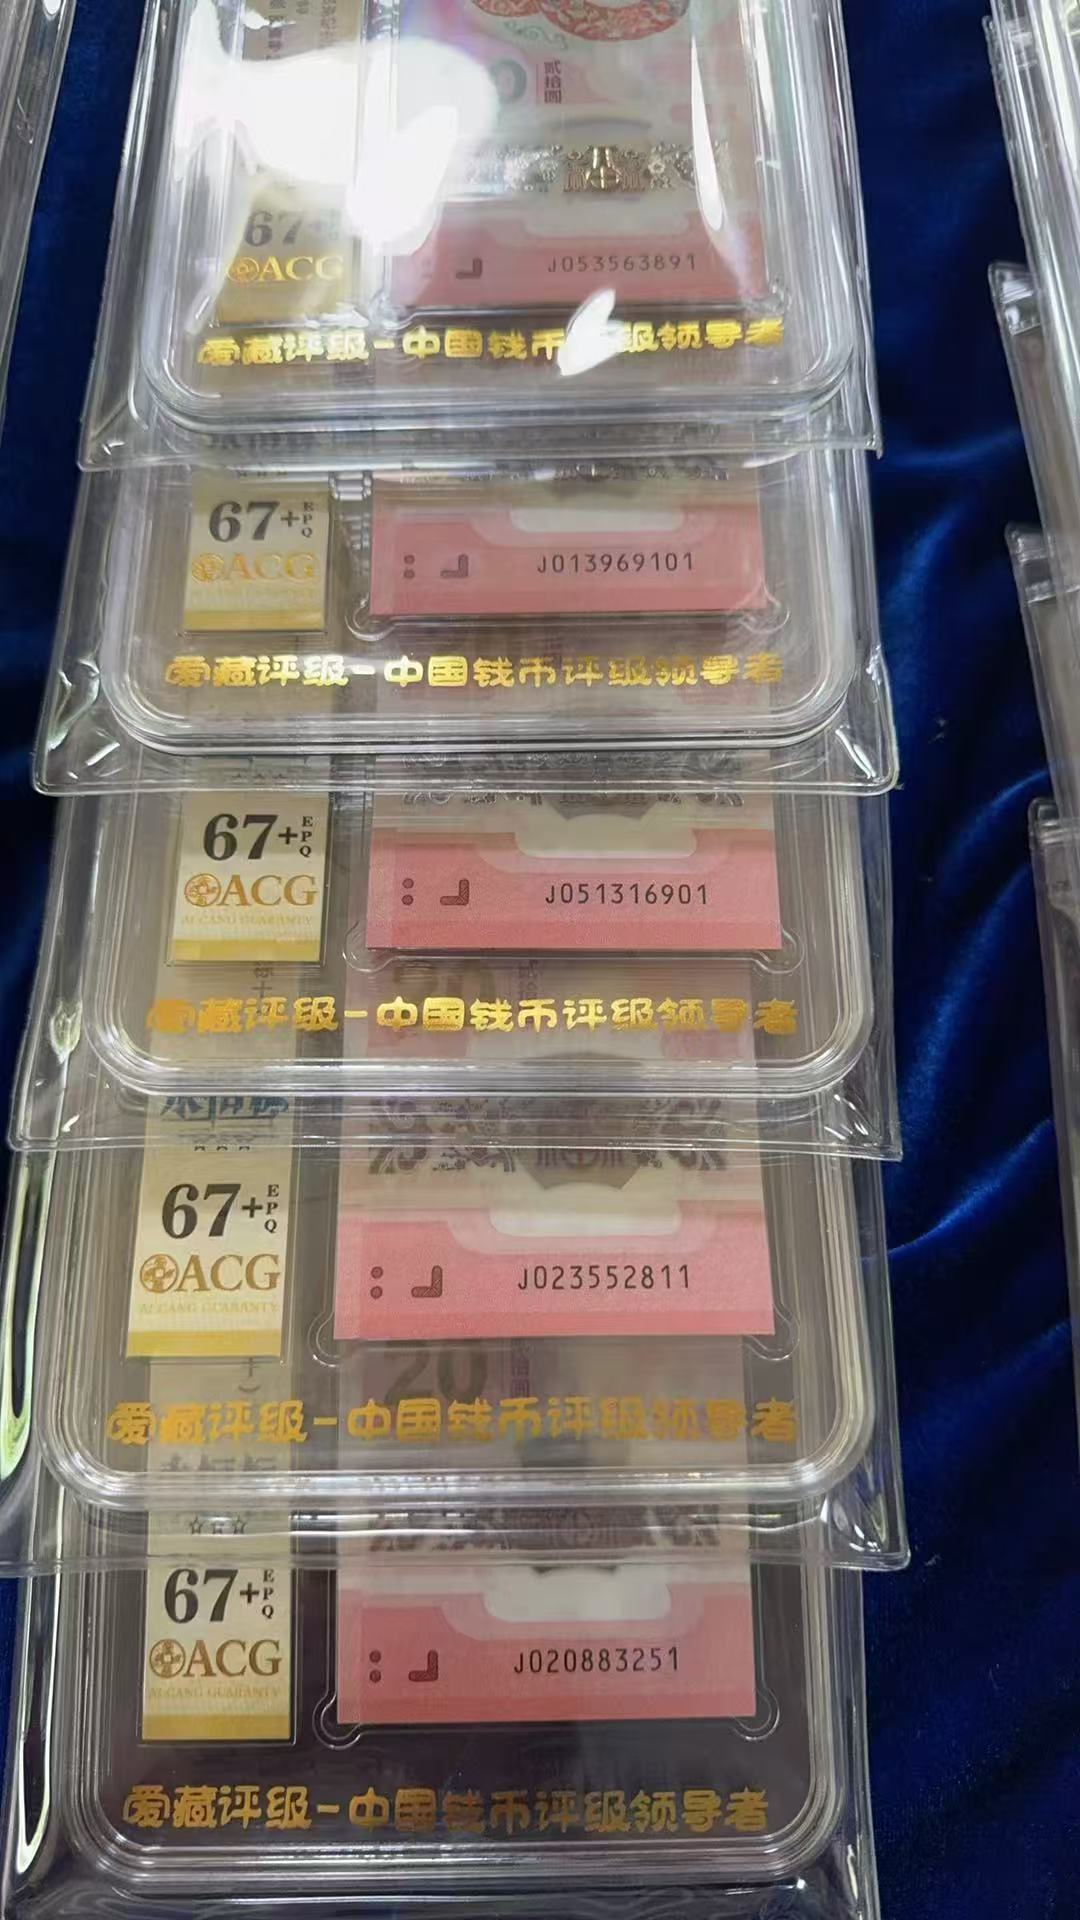 贰拾圆
67+
ACG
J053563891
爱藏评级-中国钱币评级领导者
67+EPQ
ACG
J013969101
爱藏评级-中国钱币评级领导者
67+EPQ
ACG
AI CANG GUARANTY
J051316901
20
爱藏评级-中国钱币评级领导者
☆☆☆
67+EPQ
ACG
AI CANG GUARANTY
J023552811
20
爱藏评级-中国钱币评级领导者
☆☆☆
67+EPQ
ACG
AI CANG GUARANTY
J020883251
爱藏评级-中国钱币评级领导者